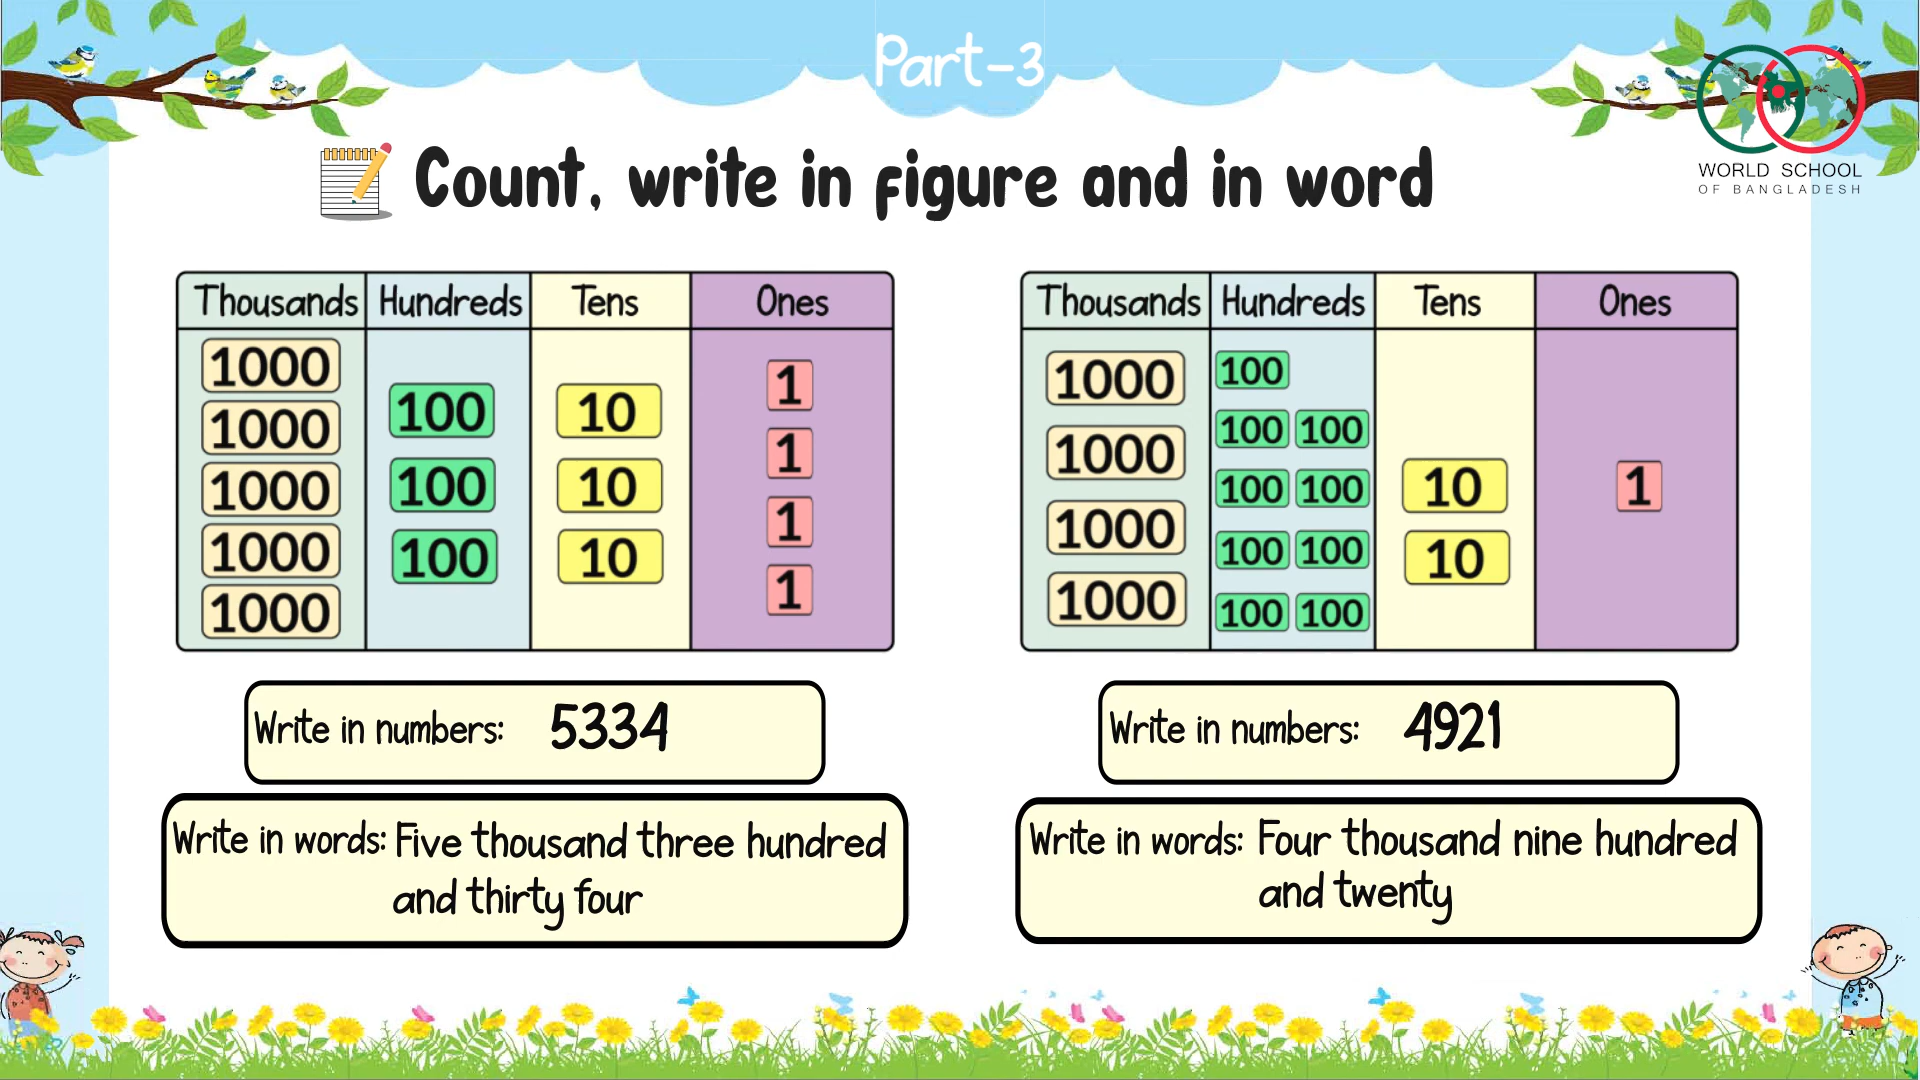 Part-3
WORLD SCHOOL
OF BANGLADESH
Count, write in figure and in word
Thousands Hundreds Tens Ones
1000
1000
1000
1000
1000
100
100
100
10
10
10
1
1
1
1
Write in numbers: 5334
Write in words: Five thousand three hundred
and thirty four
Thousands Hundreds Tens Ones
1000
1000
1000
1000
100
100 100
100 100
100 100
100 100
10
10
1
Write in numbers: 4921
Write in words: Four thousand nine hundred
and twenty